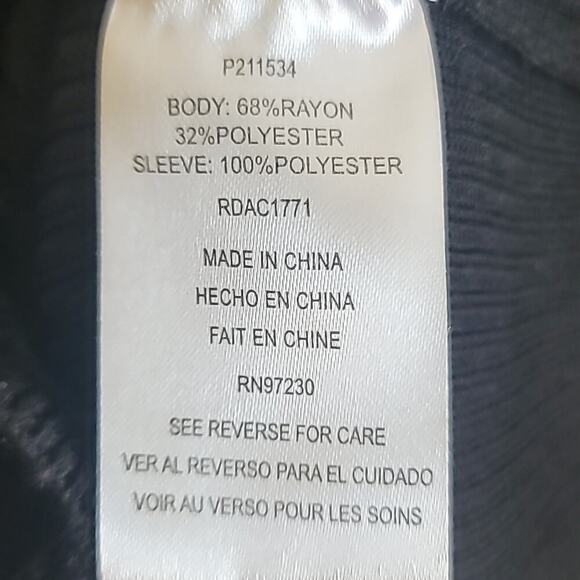 P211534
BODY: 68%RAYON
32%POLYESTER
SLEEVE: 100%POLYESTER
RDAC1771
MADE IN CHINA
HECHO EN CHINA
FAIT EN CHINE
RN97230
SEE REVERSE FOR CARE
VER AL REVERSO PARA EL CUIDADO
VOIR AU VERSO POUR LES SOINS